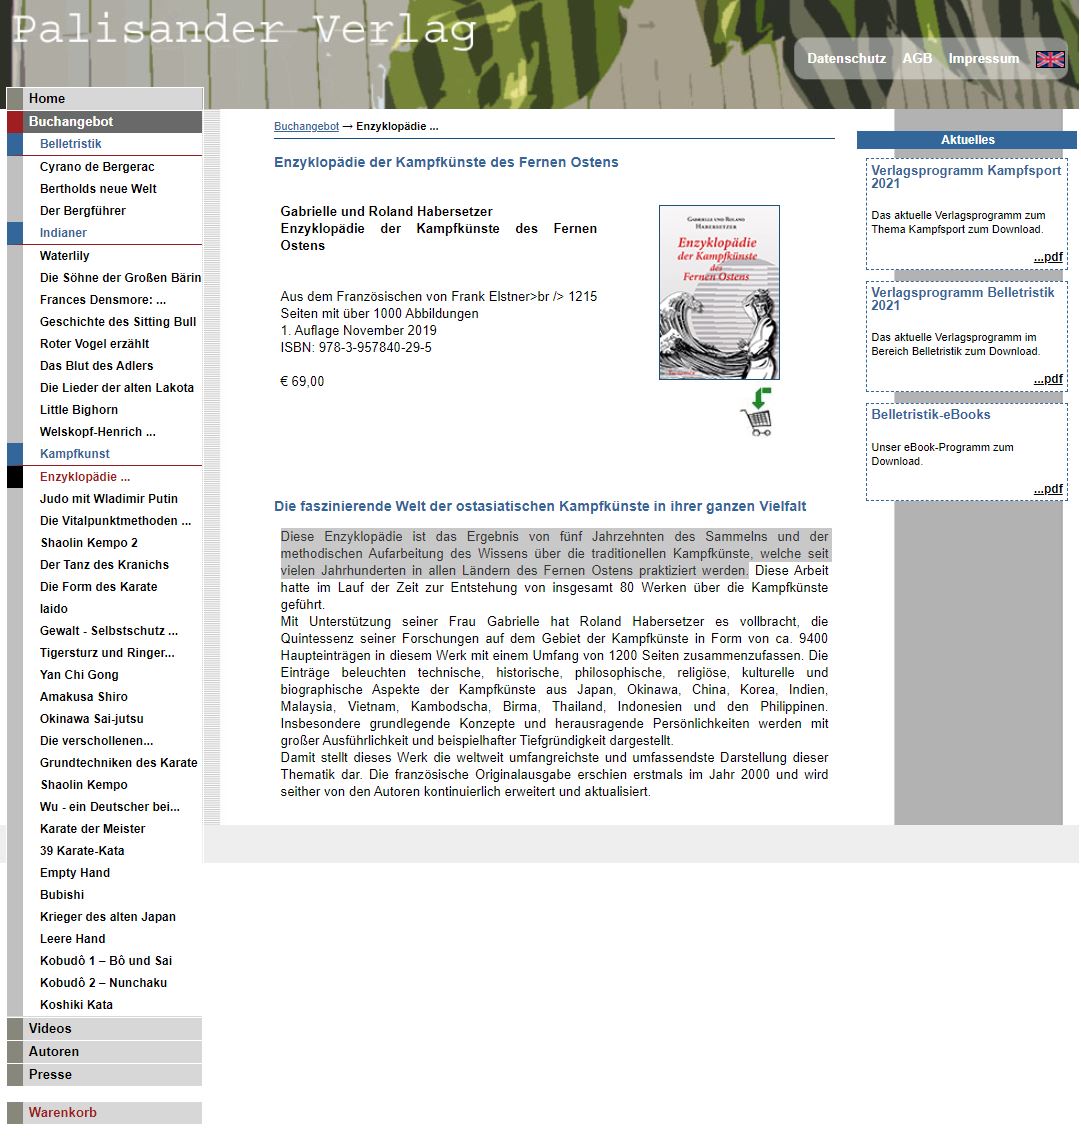 Palisander Verlag
Datenschutz AGB Impressum
Home
Buchangebot
Belletristik
Cyrano de Bergerac
Bertholds neue Welt
Der Bergführer
Indianer
Waterlily
Die Söhne der Großen Bärin
Frances Densmore: ...
Geschichte des Sitting Bull
Roter Vogel erzählt
Das Blut des Adlers
Die Lieder der alten Lakota
Little Bighorn
Welskopf-Henrich ...
Kampfkunst
Enzyklopädie ...
Judo mit Wladimir Putin
Die Vitalpunktmethoden ...
Shaolin Kempo 2
Der Tanz des Kranichs
Die Form des Karate
Iaido
Gewalt - Selbstschutz ...
Tigersturz und Ringer...
Yan Chi Gong
Amakusa Shiro
Okinawa Sai-jutsu
Die verschollenen...
Grundtechniken des Karate
Shaolin Kempo
Wu - ein Deutscher bei...
Karate der Meister
39 Karate-Kata
Empty Hand
Bubishi
Krieger des alten Japan
Leere Hand
Kobudô 1 – Bô und Sai
Kobudô 2 – Nunchaku
Koshiki Kata
Videos
Autoren
Presse
Warenkorb
Buchangebot → Enzyklopädie ...
Enzyklopädie der Kampfkünste des Fernen Ostens
Gabrielle und Roland Habersetzer
Enzyklopädie der Kampfkünste des Fernen
Ostens
Aus dem Französischen von Frank Elstner>br /> 1215
Seiten mit über 1000 Abbildungen
1. Auflage November 2019
ISBN: 978-3-957840-29-5
€ 69,00
Gabrielle und Roland
Habersetzer
Enzyklopädie
der Kampfkünste
des
Fernen Ostens
Die faszinierende Welt der ostasiatischen Kampfkünste in ihrer ganzen Vielfalt
Diese Enzyklopädie ist das Ergebnis von fünf Jahrzehnten des Sammelns und der
methodischen Aufarbeitung des Wissens über die traditionellen Kampfkünste, welche seit
vielen Jahrhunderten in allen Ländern des Fernen Ostens praktiziert werden. Diese Arbeit
hatte im Lauf der Zeit zur Entstehung von insgesamt 80 Werken über die Kampfkünste
geführt.
Mit Unterstützung seiner Frau Gabrielle hat Roland Habersetzer es vollbracht, die
Quintessenz seiner Forschungen auf dem Gebiet der Kampfkünste in Form von ca. 9400
Haupteinträgen in diesem Werk mit einem Umfang von 1200 Seiten zusammenzufassen. Die
Einträge beleuchten technische, historische, philosophische, religiöse, kulturelle und
biographische Aspekte der Kampfkünste aus Japan, Okinawa, China, Korea, Indien,
Malaysia, Vietnam, Kambodscha, Birma, Thailand, Indonesien und den Philippinen.
Insbesondere grundlegende Konzepte und herausragende Persönlichkeiten werden mit
großer Ausführlichkeit und beispielhafter Tiefgründigkeit dargestellt.
Damit stellt dieses Werk die weltweit umfangreichste und umfassendste Darstellung dieser
Thematik dar. Die französische Originalausgabe erschien erstmals im Jahr 2000 und wird
seither von den Autoren kontinuierlich erweitert und aktualisiert.
Aktuelles
Verlagsprogramm Kampfsport
2021
Das aktuelle Verlagsprogramm zum
Thema Kampfsport zum Download.
...pdf
Verlagsprogramm Belletristik
2021
Das aktuelle Verlagsprogramm im
Bereich Belletristik zum Download.
...pdf
Belletristik-eBooks
Unser eBook-Programm zum
Download.
...pdf